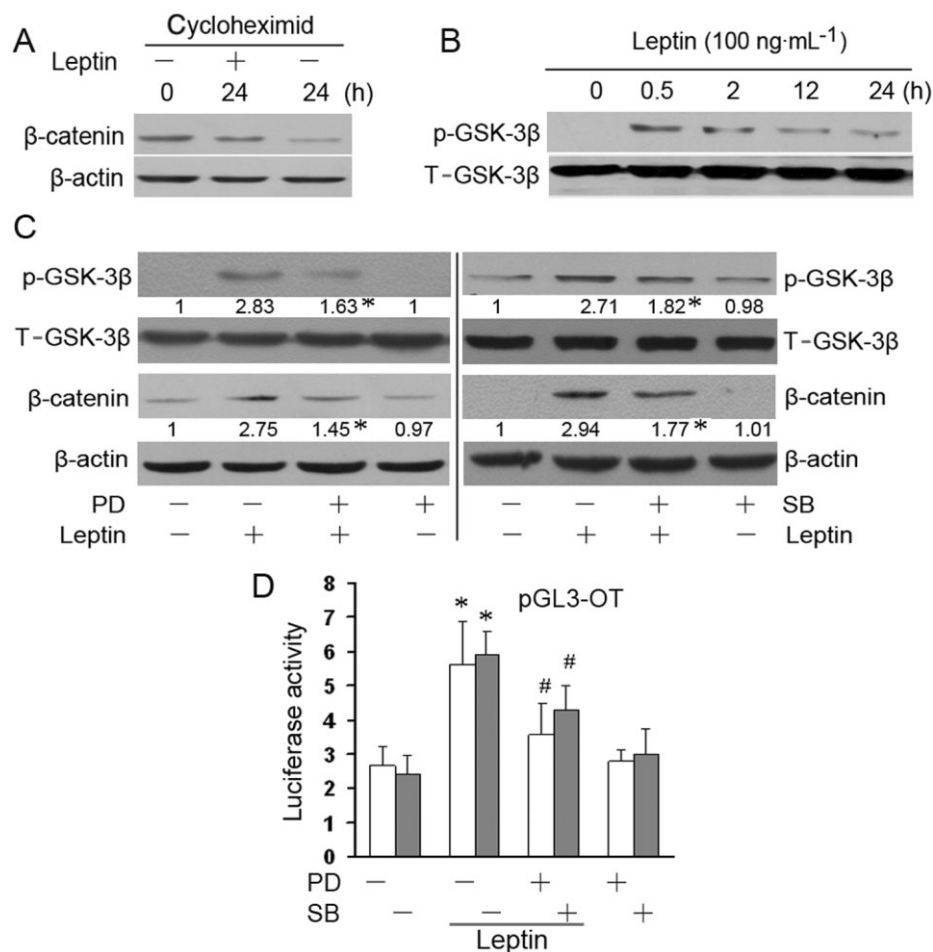 A
Cycloheximid
Leptin − + −
0 24 24 (h)
β-catenin
β-actin
B
Leptin (100 ng·mL⁻¹)
0 0.5 2 12 24 (h)
p-GSK-3β
T-GSK-3β
C
p-GSK-3β
1 2.83 1.63* 1
T-GSK-3β
β-catenin
1 2.75 1.45* 0.97
β-actin
PD − − + +
Leptin − + + −
p-GSK-3β
1 2.71 1.82* 0.98
T-GSK-3β
β-catenin
1 2.94 1.77* 1.01
β-actin
− − + + SB
− + + − Leptin
D
pGL3-OT
Luciferase activity
8
7
6
5
4
3
2
1
0
* *
# #
PD − − + +
SB − − + +
Leptin